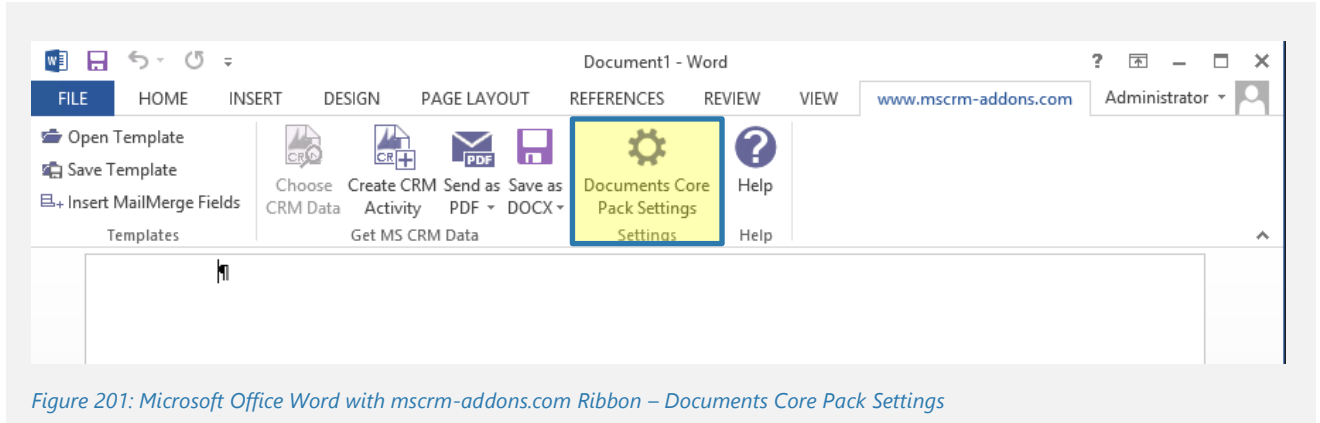 Document1 - Word
FILE HOME INSERT DESIGN PAGE LAYOUT REFERENCES REVIEW VIEW www.mscrm-addons.com Administrator
Open Template
Save Template
Insert MailMerge Fields
Templates
Choose
CRM Data
Create CRM
Activity
Send as
PDF
Save as
DOCX
Get MS CRM Data
Documents Core
Pack Settings
Settings
Help
Help
¶
Figure 201: Microsoft Office Word with mscrm-addons.com Ribbon – Documents Core Pack Settings